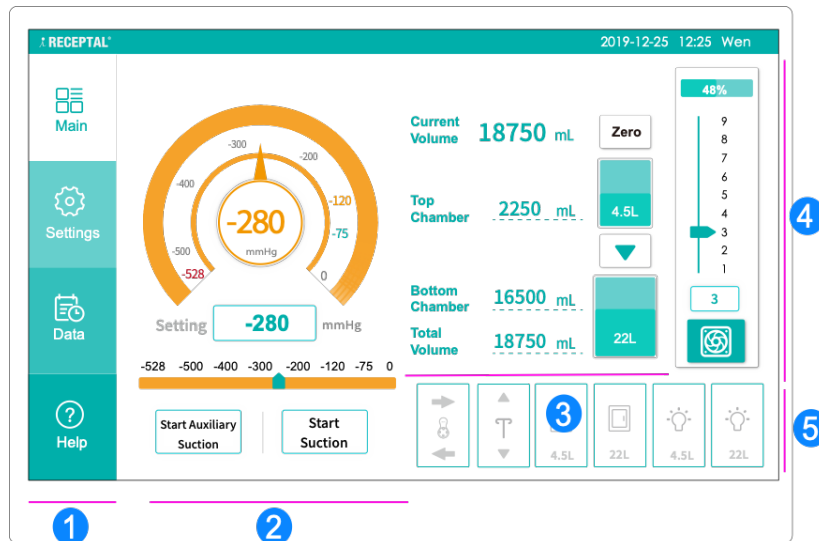 RECEPTAL®
2019-12-25 12:25 Wen
Main
Settings
Data
Help
-300
-200
-400
-120
-75
-500
-528
0
-280
mmHg
Setting -280 mmHg
-528 -500 -400 -300 -200 -120 -75 0
Start Auxiliary
Suction
Start
Suction
Current
Volume 18750 mL Zero
Top
Chamber 2250 mL 4.5L
Bottom
Chamber 16500 mL
Total
Volume 18750 mL 22L
48%
9
8
7
6
5
4
3
2
1
3
4.5L 22L 4.5L 22L
1
2
3
4
5